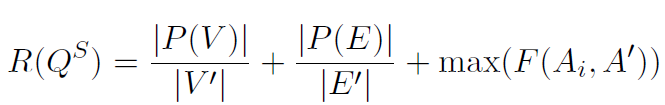 R(Q^S) = |P(V)| / |V'| + |P(E)| / |E'| + max(F(A_i, A'))